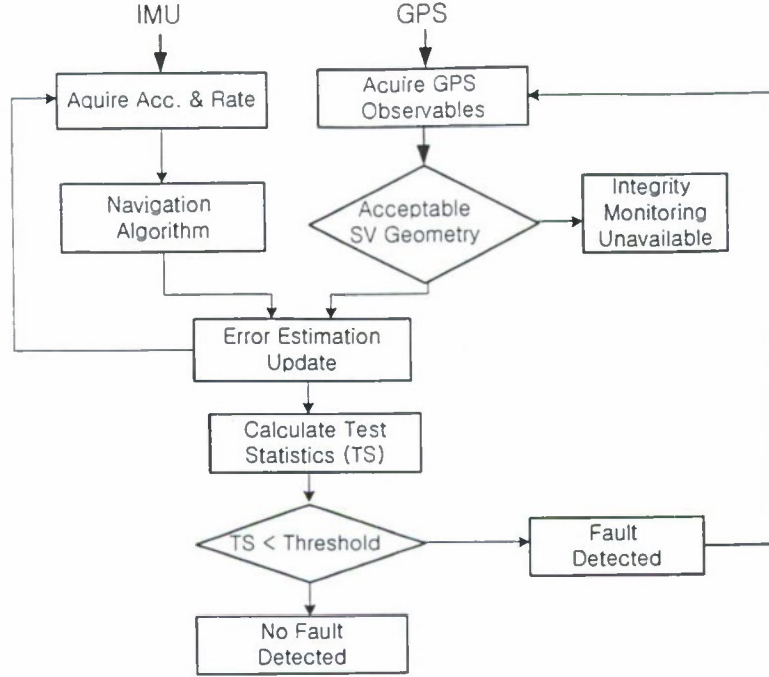 IMU
GPS
Aquire Acc. & Rate
Acuire GPS
Observables
Navigation
Algorithm
Acceptable
SV Geometry
Integrity
Monitoring
Unavailable
Error Estimation
Update
Calculate Test
Statistics (TS)
TS < Threshold
Fault
Detected
No Fault
Detected